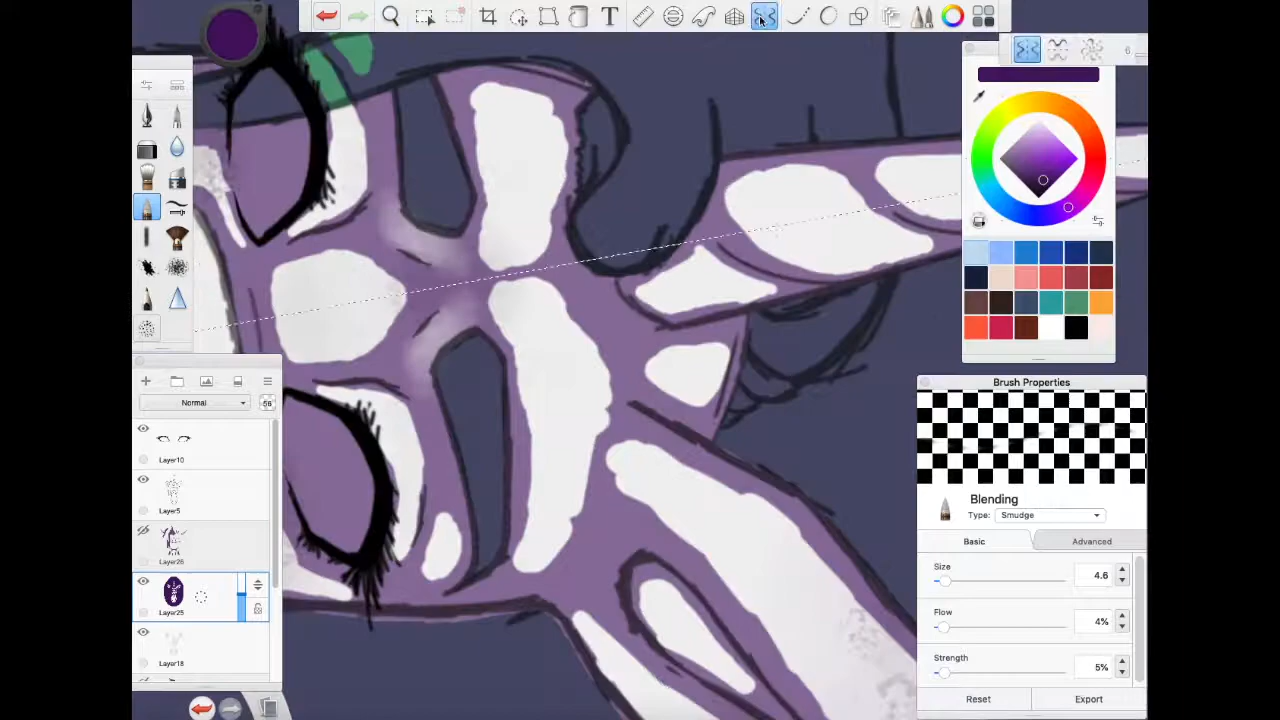 6
Normal
56
Layer10
Layer5
Layer26
Layer25
Layer18
Brush Properties
Blending
Type: Smudge
Basic
Advanced
Size
4.6
Flow
4%
Strength
5%
Reset
Export